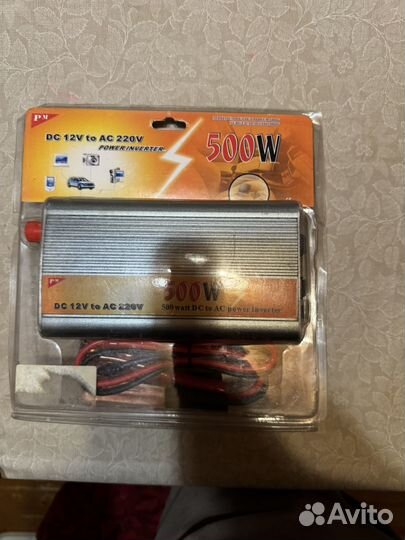 PM
DC 12V to AC 220V
POWER INVERTER
500W
PM
500W
DC 12V to AC 220V
500 watt DC to AC power inverter
Avito